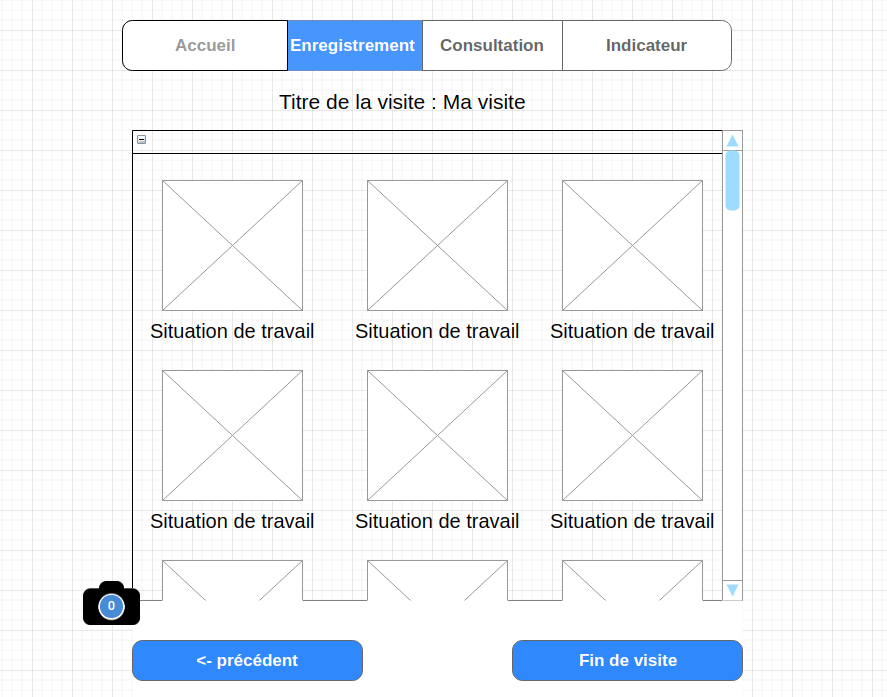 Accueil Enregistrement Consultation Indicateur
Titre de la visite : Ma visite
Situation de travail Situation de travail Situation de travail
Situation de travail Situation de travail Situation de travail
0
<- précédent Fin de visite